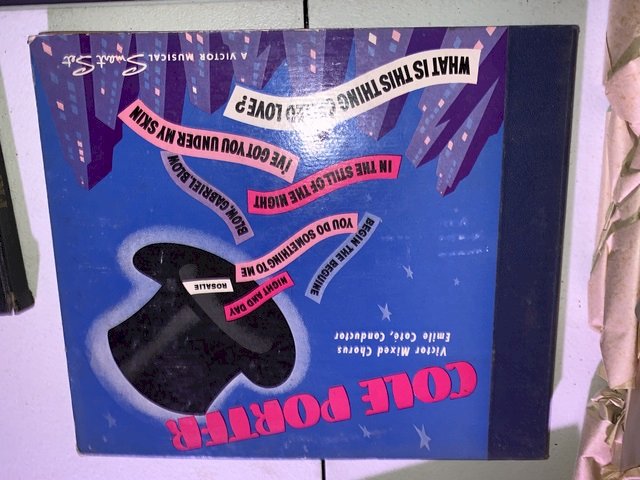 COLE PORTER
Victor Mixed Chorus
Emile Cote, Conductor
NIGHT AND DAY
ROSALIE
BEGIN THE BEGUINE
YOU DO SOMETHING TO ME
IN THE STILL OF THE NIGHT
BLOW, GABRIEL BLOW
I'VE GOT YOU UNDER MY SKIN
WHAT IS THIS THING CALLED LOVE?
A VICTOR MUSICAL Smart Set